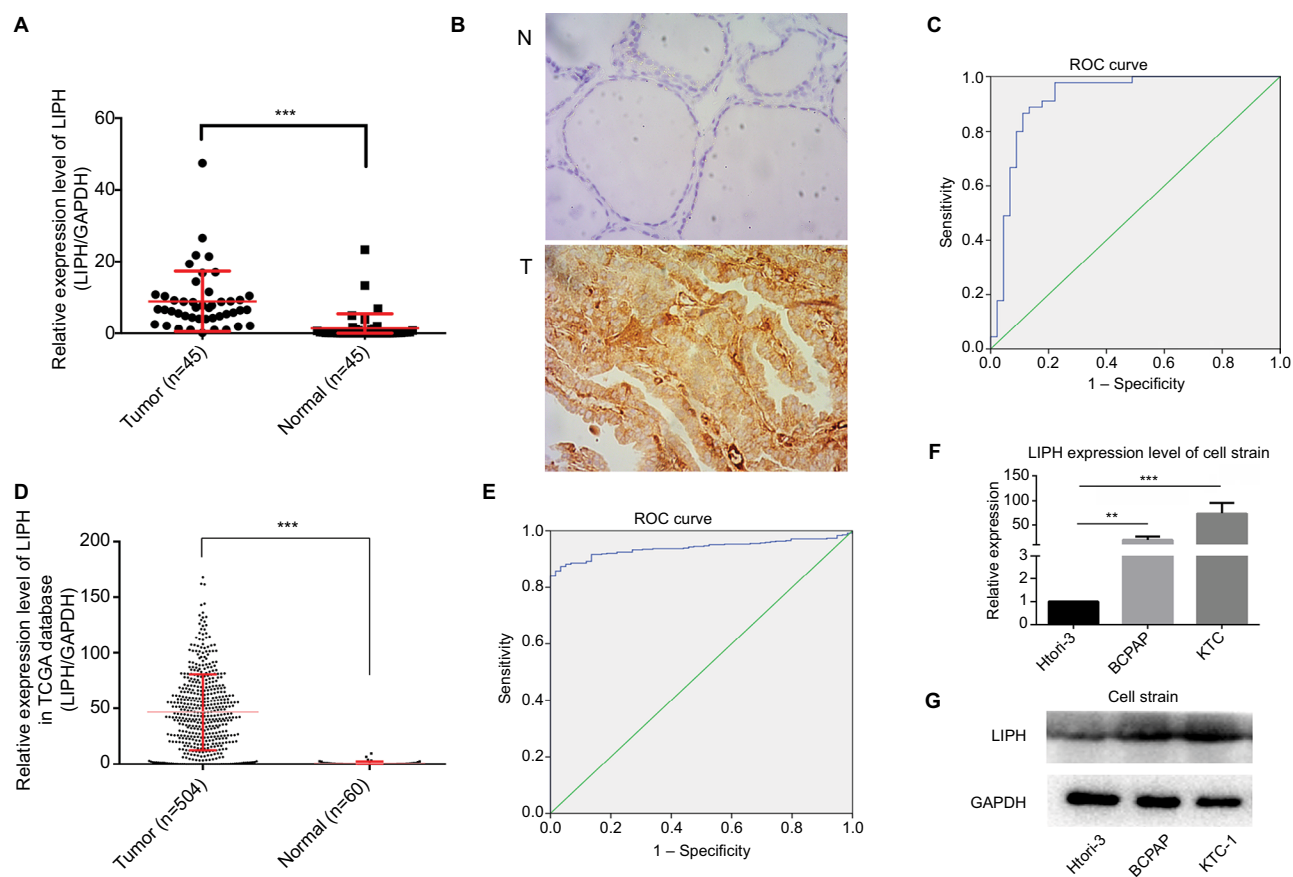 A
Relative exepression level of LIPH
(LIPH/GAPDH)
60
40
20
0
***
Tumor (n=45)
Normal (n=45)
B
N
T
C
ROC curve
Sensitivity
1.0
0.8
0.6
0.4
0.2
0.0
0.0
0.2
0.4
0.6
0.8
1.0
1 – Specificity
D
Relative exepression level of LIPH
in TCGA database
(LIPH/GAPDH)
200
150
100
50
0
***
Tumor (n=504)
Normal (n=60)
E
ROC curve
Sensitivity
1.0
0.8
0.6
0.4
0.2
0.0
0.0
0.2
0.4
0.6
0.8
1.0
1 – Specificity
F
LIPH expression level of cell strain
Relative expression
150
100
50
3
2
1
0
***
**
Htori-3
BCPAP
KTC
G
Cell strain
LIPH
GAPDH
Htori-3
BCPAP
KTC-1